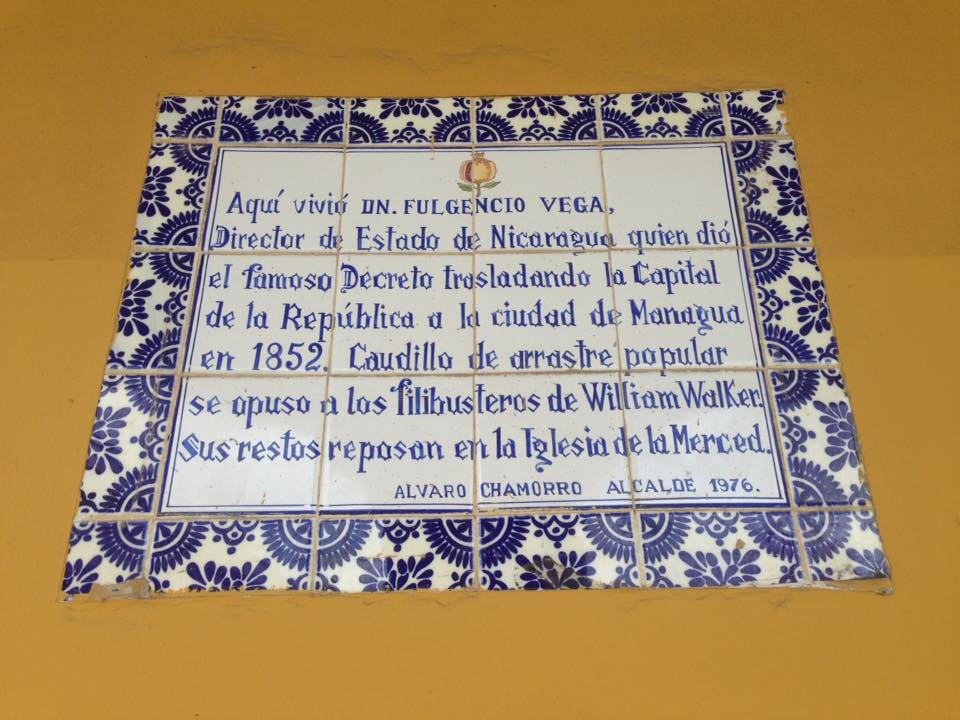 Aquí vivió DN. FULGENCIO VEGA,
Director de Estado de Nicaragua quien dió
el famoso Decreto trasladando la Capital
de la República a la ciudad de Managua
en 1852. Caudillo de arrastre popular
se opuso a los filibusteros de William Walker.
Sus restos reposan en la Iglesia de la Merced.
ALVARO CHAMORRO ALCALDE 1976.